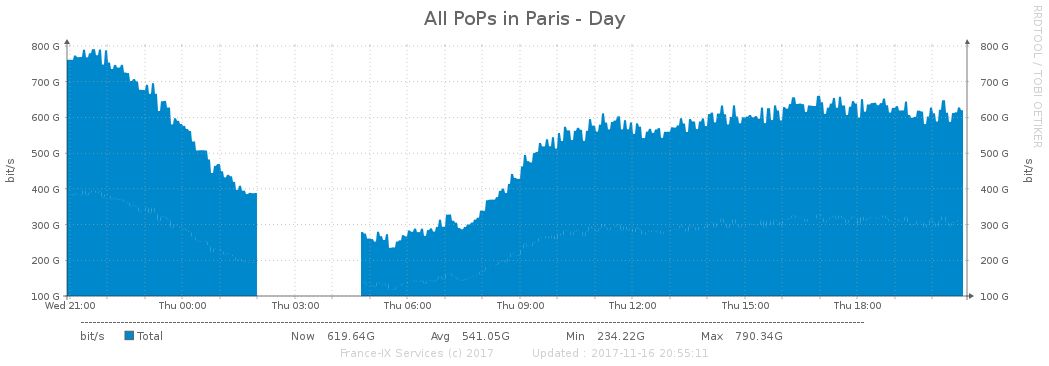 All PoPs in Paris - Day
RRDTOOL / TOBI OETIKER
bit/s
800 G
700 G
600 G
500 G
400 G
300 G
200 G
100 G
800 G
700 G
600 G
500 G
400 G
300 G
200 G
100 G
bit/s
Wed 21:00 Thu 00:00 Thu 03:00 Thu 06:00 Thu 09:00 Thu 12:00 Thu 15:00 Thu 18:00
bit/s Total Now 619.64G Avg 541.05G Min 234.22G Max 790.34G
France-IX Services (c) 2017 Updated : 2017-11-16 20:55:11